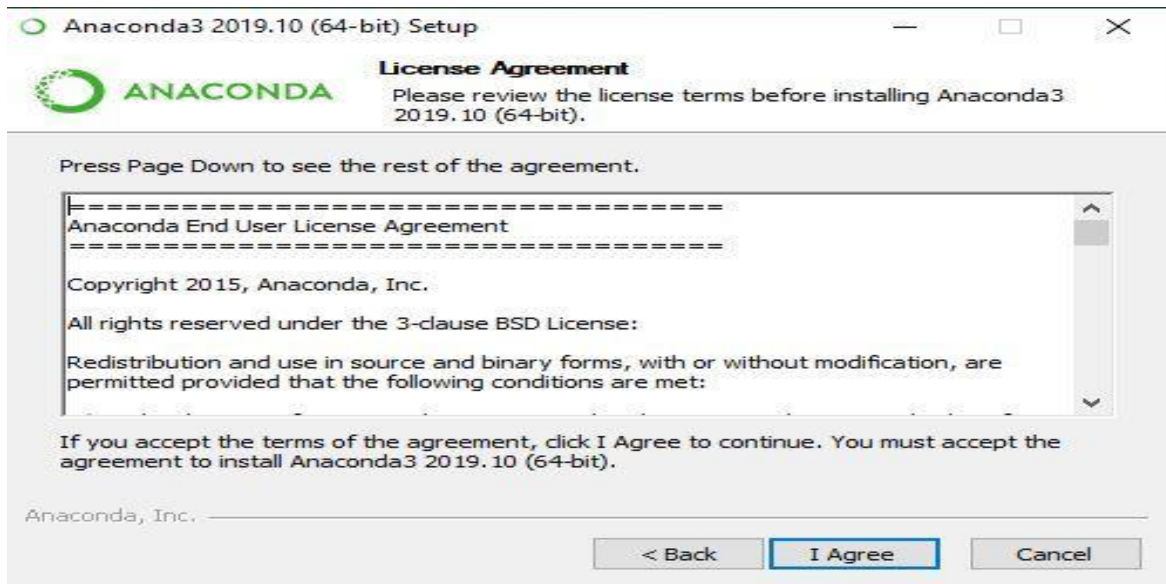 Anaconda3 2019.10 (64-bit) Setup
ANACONDA
License Agreement
Please review the license terms before installing Anaconda3
2019.10 (64-bit).
Press Page Down to see the rest of the agreement.
===================================
Anaconda End User License Agreement
===================================
Copyright 2015, Anaconda, Inc.
All rights reserved under the 3-clause BSD License:
Redistribution and use in source and binary forms, with or without modification, are
permitted provided that the following conditions are met:
If you accept the terms of the agreement, click I Agree to continue. You must accept the
agreement to install Anaconda3 2019.10 (64-bit).
Anaconda, Inc.
< Back
I Agree
Cancel